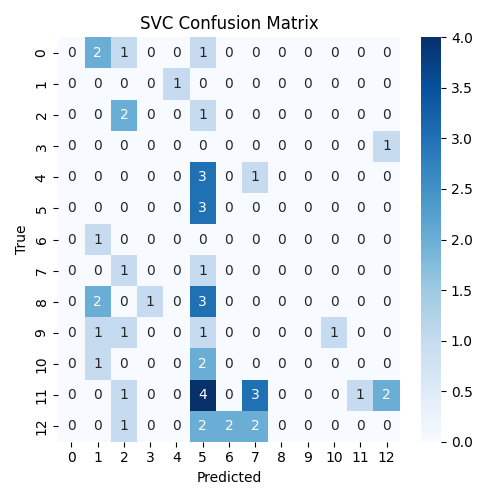 SVC Confusion Matrix
0 0 2 1 0 0 1 0 0 0 0 0 0 0
1 0 0 0 0 1 0 0 0 0 0 0 0 0
2 0 0 2 0 0 1 0 0 0 0 0 0 0
3 0 0 0 0 0 0 0 0 0 0 0 0 1
4 0 0 0 0 0 3 0 1 0 0 0 0 0
5 0 0 0 0 0 3 0 0 0 0 0 0 0
6 0 1 0 0 0 0 0 0 0 0 0 0 0
7 0 0 1 0 0 1 0 0 0 0 0 0 0
8 0 2 0 1 0 3 0 0 0 0 0 0 0
9 0 1 1 0 0 1 0 0 0 0 1 0 0
10 0 1 0 0 0 2 0 0 0 0 0 0 0
11 0 0 1 0 0 4 0 3 0 0 0 1 2
12 0 0 1 0 0 2 2 2 0 0 0 0 0
0 1 2 3 4 5 6 7 8 9 10 11 12
Predicted
True
4.0
3.5
3.0
2.5
2.0
1.5
1.0
0.5
0.0